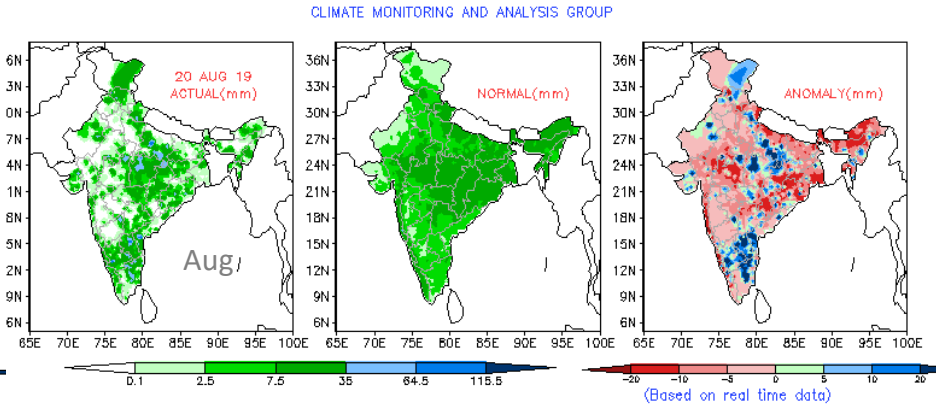 CLIMATE MONITORING AND ANALYSIS GROUP
20 AUG 19
ACTUAL(mm)
NORMAL(mm)
ANOMALY(mm)
6N 36N 36N
3N 33N 33N
0N 30N 30N
0N 27N 27N
4N 24N 24N
1N 21N 21N
8N 18N 18N
5N 15N 15N
2N 12N 12N
9N 9N 9N
6N 6N 6N
Aug
65E 70E 75E 80E 85E 90E 95E 100E 65E 70E 75E 80E 85E 90E 95E 100E 65E 70E 75E 80E 85E 90E 95E 100E
0.1 2.5 7.5 35 64.5 115.5
-20 -10 -5 0 5 10 20
(Based on real time data)